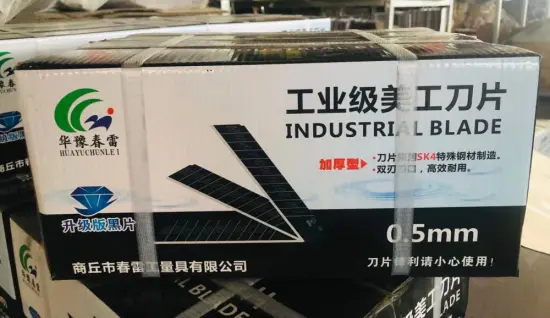 华豫春雷
HUAYUCHUNLEI
升级版黑片
工业级美工刀片
INDUSTRIAL BLADE
加厚型
• 刀片 SK4特殊钢材制造。
• 双刃 口，高效耐用。
0.5mm
商丘市春雷工量具有限公司
刀片锋利请小心使用！
DUSTRIAL BLADE